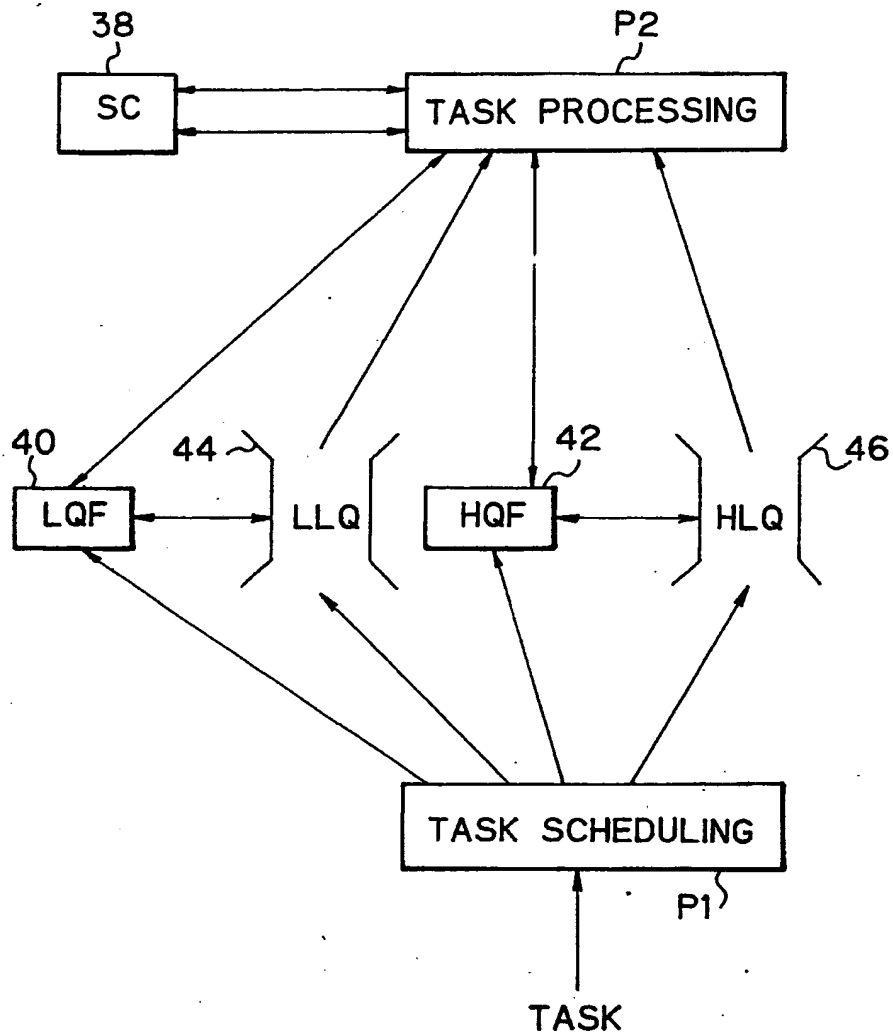 38
P2
SC
TASK PROCESSING
40
44
42
46
LQF
LLQ
HQF
HLQ
TASK SCHEDULING
P1
TASK